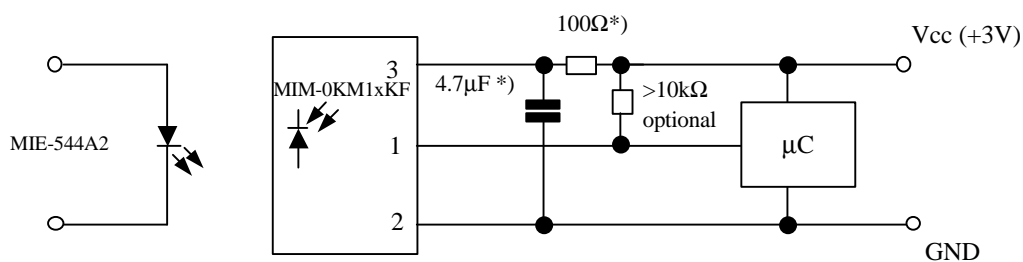 100Ω*)
Vcc (+3V)
3
4.7µF *)
MIM-0KM1xKF
>10kΩ
optional
MIE-544A2
1
µC
2
GND